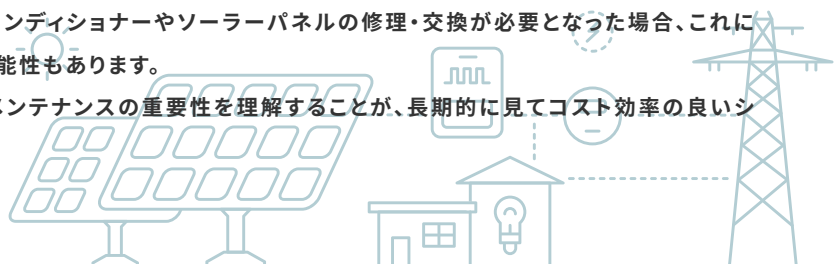 ンディショナーやソーラーパネルの修理・交換が必要となった場合、これに
能性もあります。
メンテナンスの重要性を理解することが、長期的に見てコスト効率の良いシ